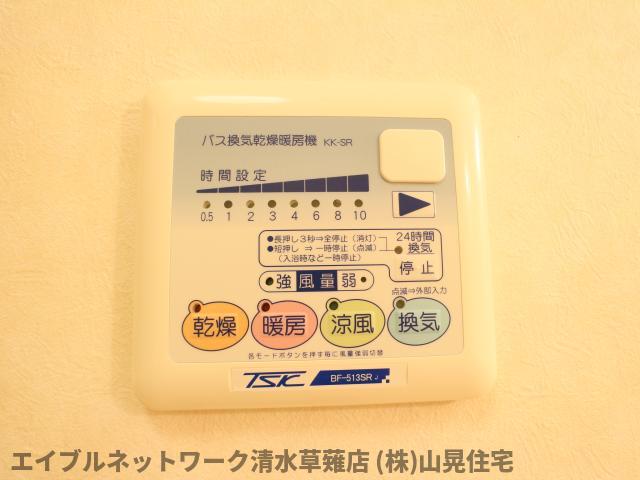 バス換気乾燥暖房機 KK-SR
時間設定
0.5 1 2 3 4 6 8 10
●長押し3秒⇒全停止(消灯)
●短押し ⇒一時停止(点滅)
(入浴時など一時停止)
24時間
換気
停止
強 風量 弱
点滅⇒外部入力
乾燥 暖房 涼風 換気
各モードボタンを押す毎に風量強弱切替
TSK BF-513SRJ
エイブルネットワーク清水草薙店 (株)山晃住宅